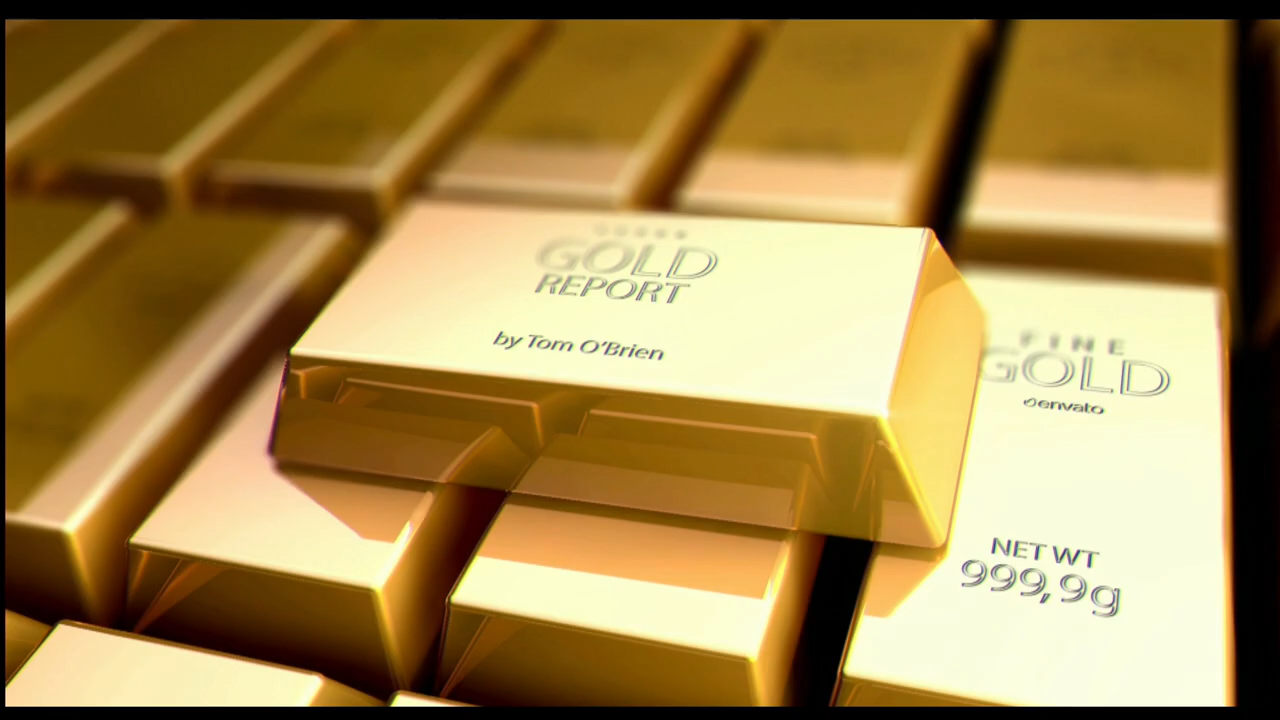 GOLD
REPORT
by Tom O'Brien
FINE
GOLD
envato
NET WT
999,9g